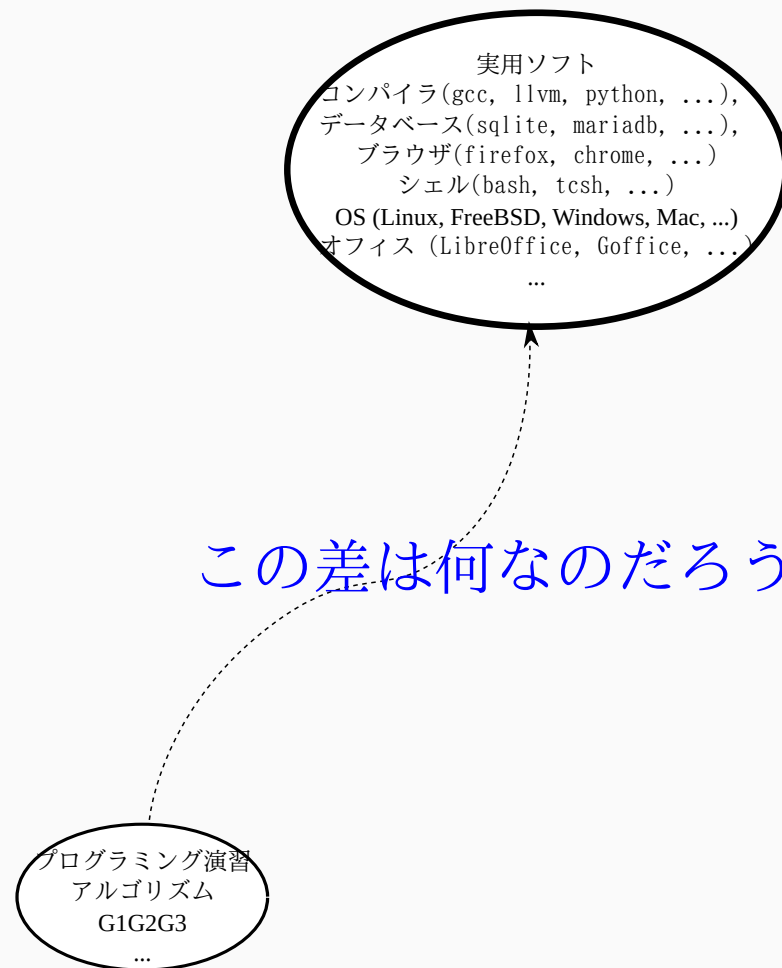 実用ソフト
コンパイラ(gcc, llvm, python, ...),
データベース(sqlite, mariadb, ...),
ブラウザ(firefox, chrome, ...)
シェル(bash, tcsh, ...)
OS (Linux, FreeBSD, Windows, Mac, ...)
オフィス (LibreOffice, Goffice, ...)
...
この差は何なのだろう
プログラミング演習
アルゴリズム
G1G2G3
...